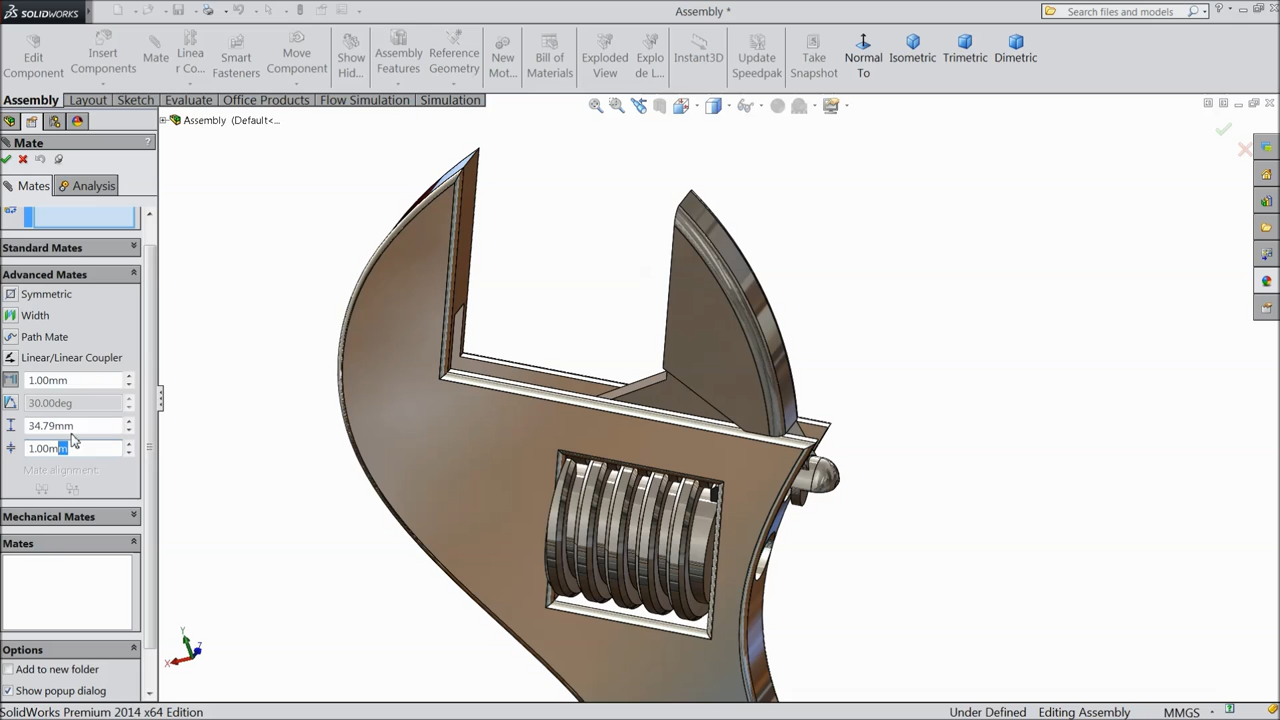 SOLIDWORKS
Assembly *
Search files and models
Edit Component
Insert Components
Mate
Linea r Co...
Smart Fasteners
Move Component
Show Hid...
Assembly Features
Reference Geometry
New Mot...
Bill of Materials
Exploded View
Explo de L...
Instant3D
Update Speedpak
Take Snapshot
Normal To
Isometric
Trimetric
Dimetric
Assembly
Layout
Sketch
Evaluate
Office Products
Flow Simulation
Simulation
Assembly (Default<...
Mate
?
Mates
Analysis
Standard Mates
Advanced Mates
Symmetric
Width
Path Mate
Linear/Linear Coupler
1.00mm
30.00deg
34.79mm
1.00mm
Mate alignment:
Mechanical Mates
Mates
Options
Add to new folder
Show popup dialog
Y
X
Z
SolidWorks Premium 2014 x64 Edition
Under Defined
Editing Assembly
MMGS